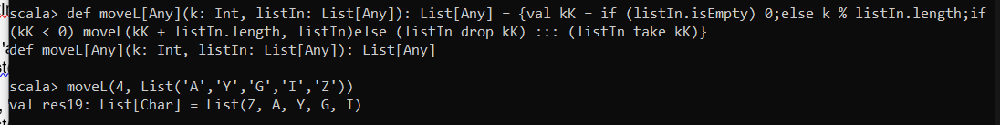 scala> def moveL[Any](k: Int, listIn: List[Any]): List[Any] = {val kK = if (listIn.isEmpty) 0;else k % listIn.length;if
(kK < 0) moveL(kK + listIn.length, listIn)else (listIn drop kK) ::: (listIn take kK)}
def moveL[Any](k: Int, listIn: List[Any]): List[Any]
scala> moveL(4, List('A','Y','G','I','Z'))
val res19: List[Char] = List(Z, A, Y, G, I)